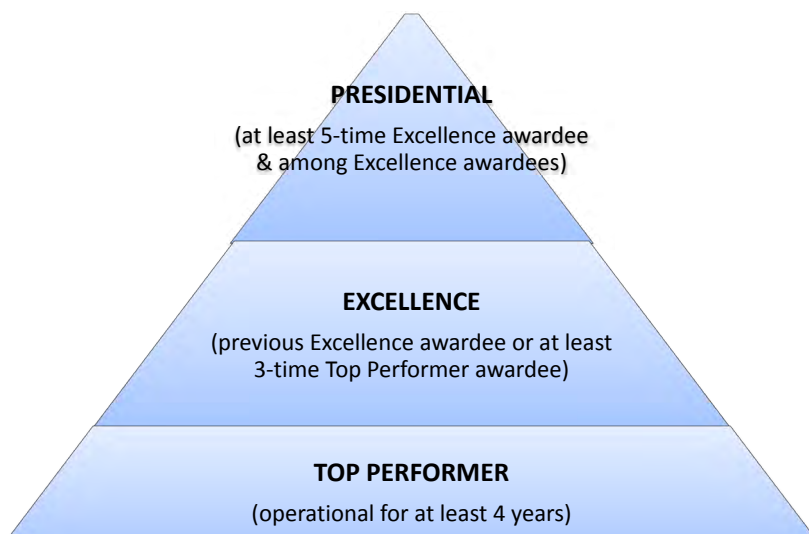 PRESIDENTIAL
(at least 5-time Excellence awardee
& among Excellence awardees)
EXCELLENCE
(previous Excellence awardee or at least
3-time Top Performer awardee)
TOP PERFORMER
(operational for at least 4 years)